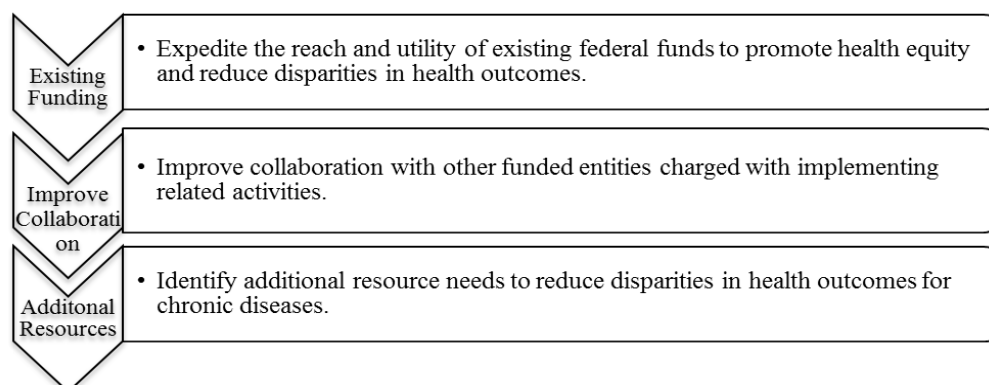 Existing
Funding
• Expedite the reach and utility of existing federal funds to promote health equity
and reduce disparities in health outcomes.
Improve
Collaborati
on
• Improve collaboration with other funded entities charged with implementing
related activities.
Additonal
Resources
• Identify additional resource needs to reduce disparities in health outcomes for
chronic diseases.